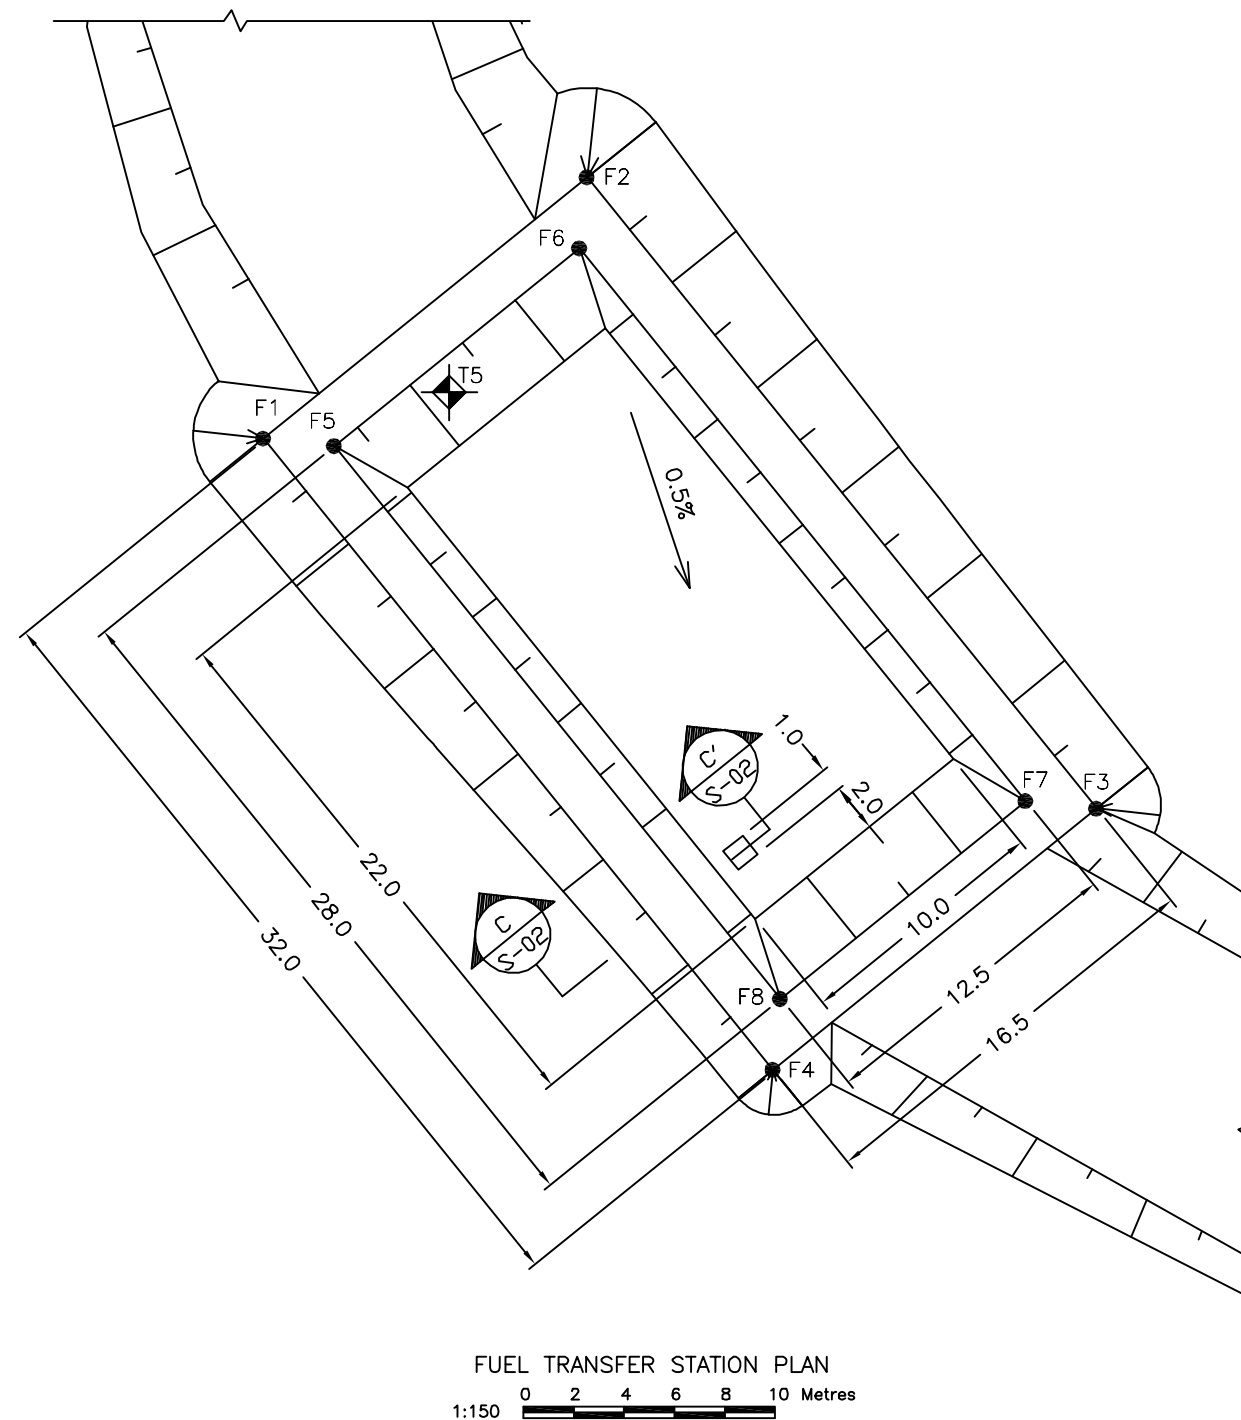 F2
F6
T5
F1
F5
0.5%
1.0
C'
S-02
2.0
F7
F3
22.0
28.0
32.0
C
S-02
10.0
12.5
16.5
F8
F4
FUEL TRANSFER STATION PLAN
0 2 4 6 8 10 Metres
1:150